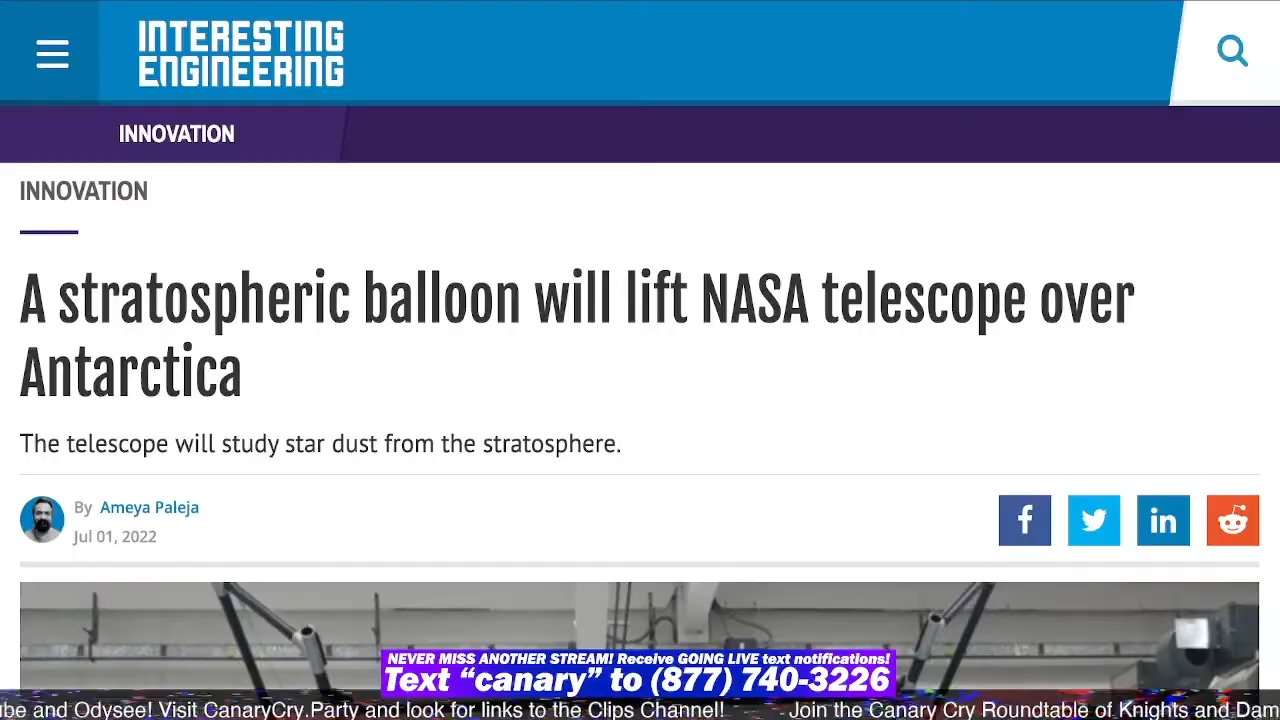 INTERESTING
ENGINEERING
INNOVATION
INNOVATION
A stratospheric balloon will lift NASA telescope over
Antarctica
The telescope will study star dust from the stratosphere.
By Ameya Paleja
Jul 01, 2022
NEVER MISS ANOTHER STREAM! Receive GOING LIVE text notifications!
Text “canary” to (877) 740-3226
and Odysee! Visit CanaryCry.Party and look for links to the Clips Channel! Join the Canary Cry Roundtable of Knights and